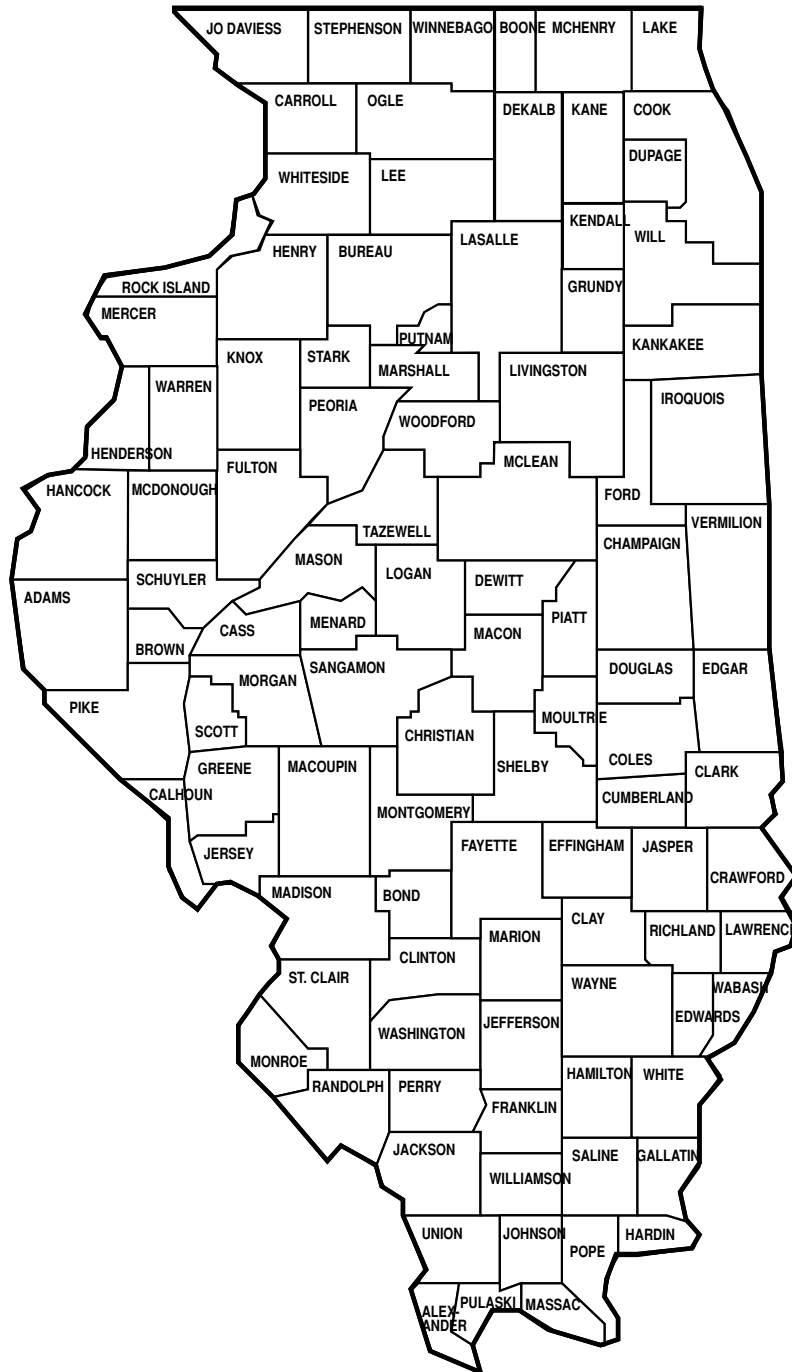 JO DAVIESS
STEPHENSON
WINNEBAGO
BOONE
MCHENRY
LAKE
CARROLL
OGLE
DEKALB
KANE
COOK
DUPAGE
WHITESIDE
LEE
KENDALL
WILL
HENRY
BUREAU
LASALLE
ROCK ISLAND
GRUNDY
MERCER
PUTNAM
KANKAKEE
KNOX
STARK
MARSHALL
LIVINGSTON
WARREN
PEORIA
IROQUOIS
WOODFORD
HENDERSON
FULTON
MCLEAN
HANCOCK
MCDONOUGH
FORD
TAZEWELL
VERMILION
MASON
CHAMPAIGN
SCHUYLER
LOGAN
DEWITT
ADAMS
PIATT
CASS
MENARD
MACON
BROWN
MORGAN
SANGAMON
DOUGLAS
EDGAR
PIKE
MOULTRIE
SCOTT
CHRISTIAN
GREENE
MACOUPIN
SHELBY
COLES
CLARK
CALHOUN
CUMBERLAND
MONTGOMERY
JERSEY
FAYETTE
EFFINGHAM
JASPER
CRAWFORD
MADISON
BOND
CLAY
RICHLAND
LAWRENCE
MARION
CLINTON
ST. CLAIR
WAYNE
WABASH
EDWARDS
WASHINGTON
JEFFERSON
MONROE
RANDOLPH
PERRY
HAMILTON
WHITE
FRANKLIN
JACKSON
SALINE
GALLATIN
WILLIAMSON
UNION
JOHNSON
HARDIN
POPE
PULASKI
MASSAC
ALEX-
ANDER